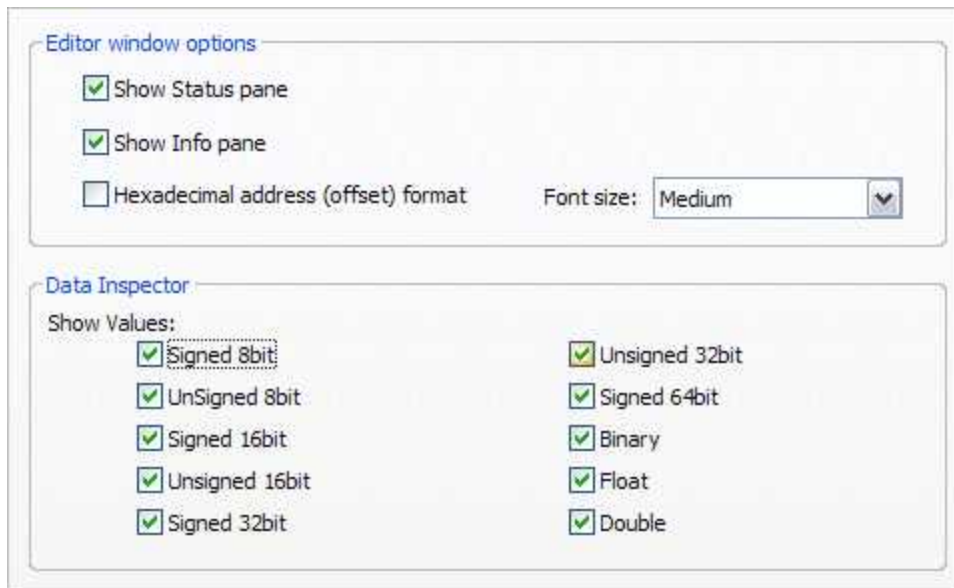 Editor window options
Show Status pane
Show Info pane
Hexadecimal address (offset) format
Font size:
Medium
Data Inspector
Show Values:
Signed 8bit
UnSigned 8bit
Signed 16bit
Unsigned 16bit
Signed 32bit
Unsigned 32bit
Signed 64bit
Binary
Float
Double